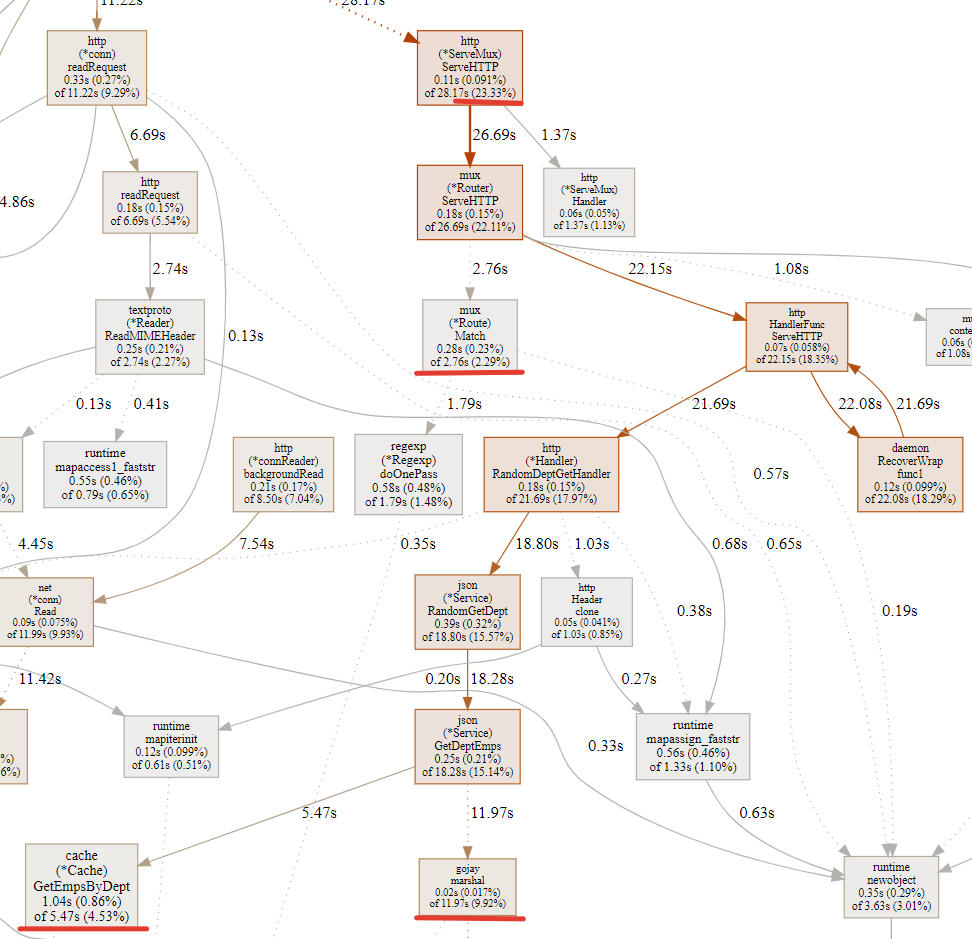 11.22s
28.17s
http
(*conn)
readRequest
0.33s (0.27%)
of 11.22s (9.29%)
http
(*ServeMux)
ServeHTTP
0.11s (0.091%)
of 28.17s (23.33%)
6.69s
26.69s
1.37s
4.86s
http
readRequest
0.18s (0.15%)
of 6.69s (5.54%)
mux
(*Router)
ServeHTTP
0.18s (0.15%)
of 26.69s (22.11%)
http
(*ServeMux)
Handler
0.06s (0.05%)
of 1.37s (1.13%)
2.74s
2.76s
22.15s
1.08s
textproto
(*Reader)
ReadMIMEHeader
0.25s (0.21%)
of 2.74s (2.27%)
0.13s
mux
(*Route)
Match
0.28s (0.23%)
of 2.76s (2.29%)
http
HandlerFunc
ServeHTTP
0.07s (0.058%)
of 22.15s (18.35%)
0.06s
of 1.08s
0.13s
0.41s
1.79s
21.69s
22.08s
21.69s
runtime
mapaccess1_faststr
0.55s (0.46%)
of 0.79s (0.65%)
http
(*connReader)
backgroundRead
0.21s (0.17%)
of 8.50s (7.04%)
regexp
(*Regexp)
doOnePass
0.58s (0.48%)
of 1.79s (1.48%)
http
(*Handler)
RandomDeptGetHandler
0.18s (0.15%)
of 21.69s (17.97%)
0.57s
daemon
RecoverWrap
func1
0.12s (0.099%)
of 22.08s (18.29%)
4.45s
7.54s
0.35s
18.80s
1.03s
0.68s
0.65s
net
(*conn)
Read
0.09s (0.075%)
of 11.99s (9.93%)
json
(*Service)
RandomGetDept
0.39s (0.32%)
of 18.80s (15.57%)
http
Header
clone
0.05s (0.041%)
of 1.03s (0.85%)
0.38s
0.19s
11.42s
0.20s
18.28s
0.27s
runtime
mapiterinit
0.12s (0.099%)
of 0.61s (0.51%)
json
(*Service)
GetDeptEmps
0.25s (0.21%)
of 18.28s (15.14%)
0.33s
runtime
mapassign_faststr
0.56s (0.46%)
of 1.33s (1.10%)
5.47s
11.97s
0.63s
cache
(*Cache)
GetEmpsByDept
1.04s (0.86%)
of 5.47s (4.53%)
gojay
marshal
0.02s (0.017%)
of 11.97s (9.92%)
runtime
newobject
0.35s (0.29%)
of 3.63s (3.01%)